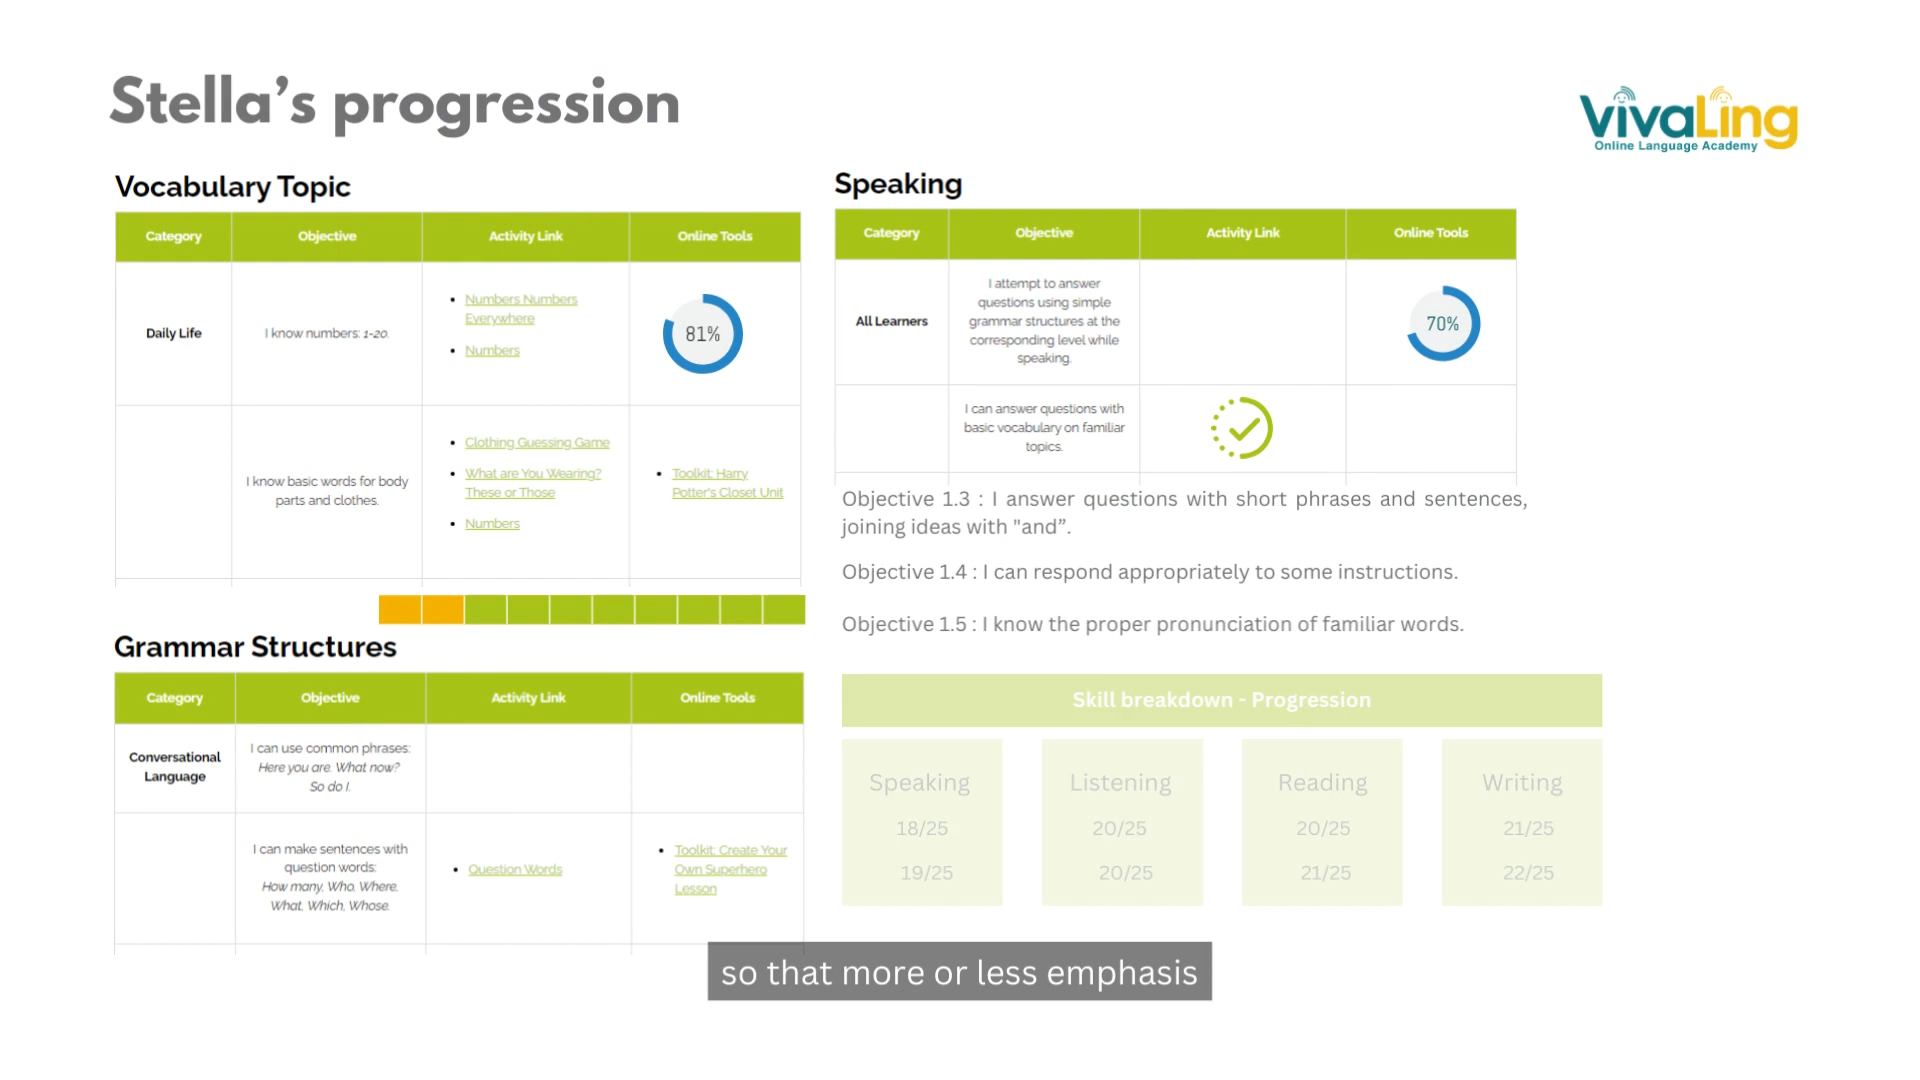 Stella’s progression
VivaLing
Online Language Academy
Vocabulary Topic
Category Objective Activity Link Online Tools
Daily Life
I know numbers: 1-20.
Numbers Numbers
Everywhere
Numbers
81%
I know basic words for body
parts and clothes.
Clothing Guessing Game
What are You Wearing?
These or Those
Numbers
Toolkit: Harry
Potter's Closet Unit
Grammar Structures
Category Objective Activity Link Online Tools
Conversational
Language
I can use common phrases:
Here you are. What now?
So do I.
I can make sentences with
question words:
How many, Who, Where,
What, Which, Whose.
Question Words
Toolkit: Create Your
Own Superhero
Lesson
Speaking
Category Objective Activity Link Online Tools
All Learners
I attempt to answer
questions using simple
grammar structures at the
corresponding level while
speaking.
70%
I can answer questions with
basic vocabulary on familiar
topics.
Objective 1.3 : I answer questions with short phrases and sentences,
joining ideas with "and”.
Objective 1.4 : I can respond appropriately to some instructions.
Objective 1.5 : I know the proper pronunciation of familiar words.
Skill breakdown - Progression
Speaking Listening Reading Writing
18/25 20/25 20/25 21/25
19/25 20/25 21/25 22/25
so that more or less emphasis